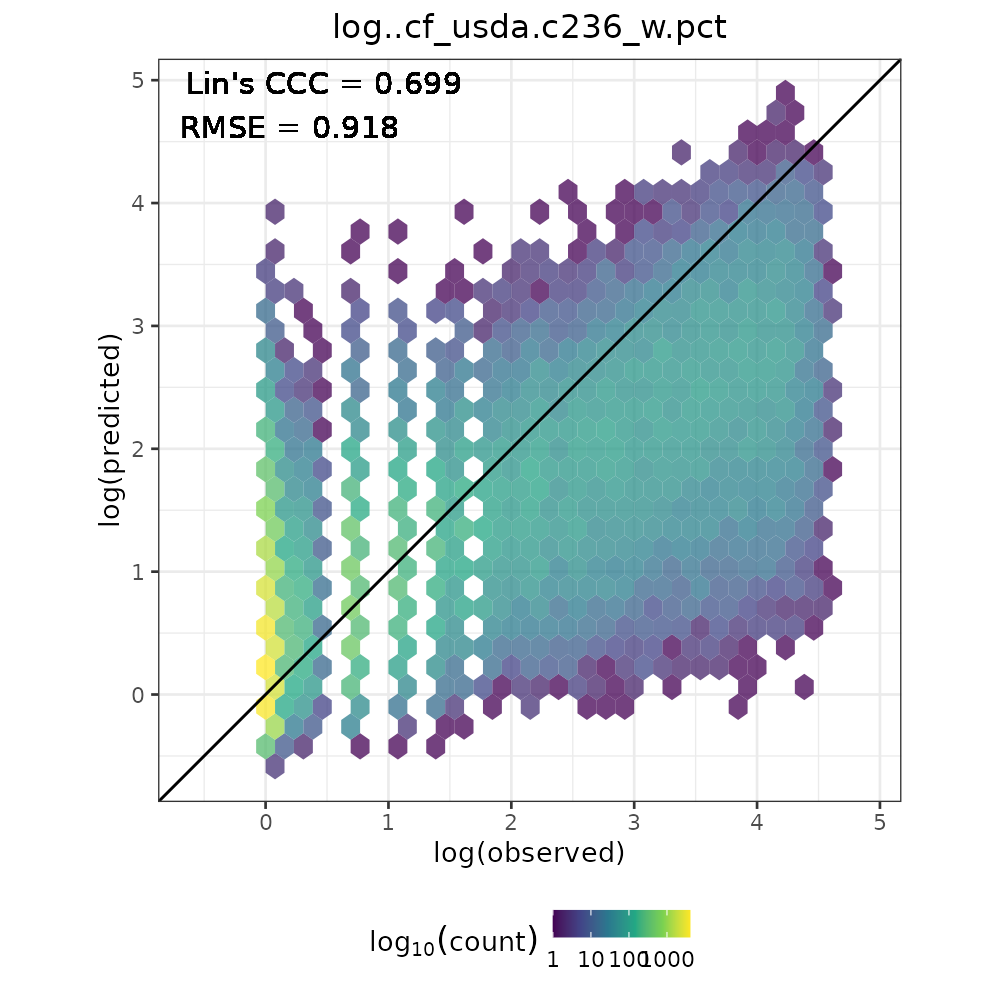 log..cf_usda.c236_w.pct
Lin's CCC = 0.699
RMSE = 0.918
5
4
3
2
1
0
log(predicted)
0 1 2 3 4 5
log(observed)
log10(count)
1 10 100 1000